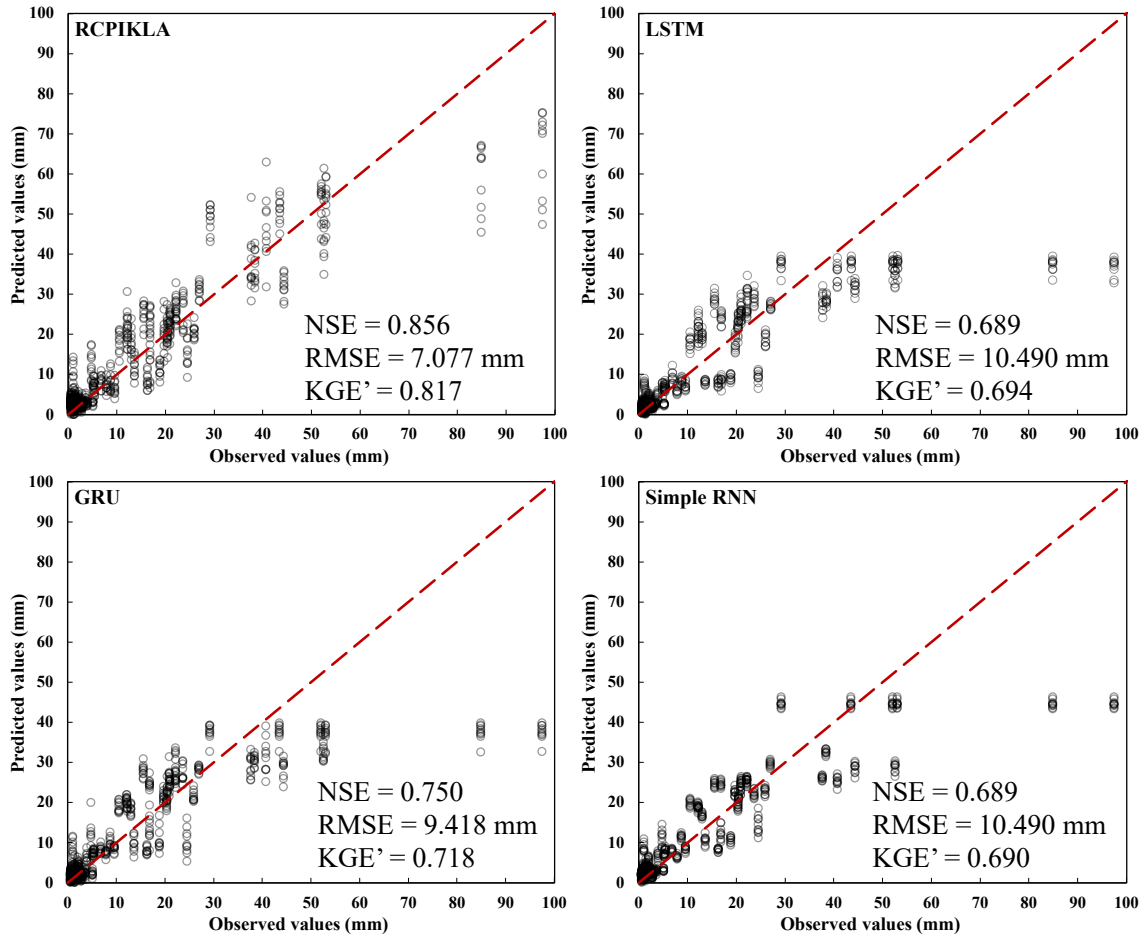 RCPIKLA
100
90
80
70
60
50
40
30
20
10
0
Predicted values (mm)
NSE = 0.856
RMSE = 7.077 mm
KGE’ = 0.817
0 10 20 30 40 50 60 70 80 90 100
Observed values (mm)
LSTM
100
90
80
70
60
50
40
30
20
10
0
Predicted values (mm)
NSE = 0.689
RMSE = 10.490 mm
KGE’ = 0.694
0 10 20 30 40 50 60 70 80 90 100
Observed values (mm)
GRU
100
90
80
70
60
50
40
30
20
10
0
Predicted values (mm)
NSE = 0.750
RMSE = 9.418 mm
KGE’ = 0.718
0 10 20 30 40 50 60 70 80 90 100
Observed values (mm)
Simple RNN
100
90
80
70
60
50
40
30
20
10
0
Predicted values (mm)
NSE = 0.689
RMSE = 10.490 mm
KGE’ = 0.690
0 10 20 30 40 50 60 70 80 90 100
Observed values (mm)